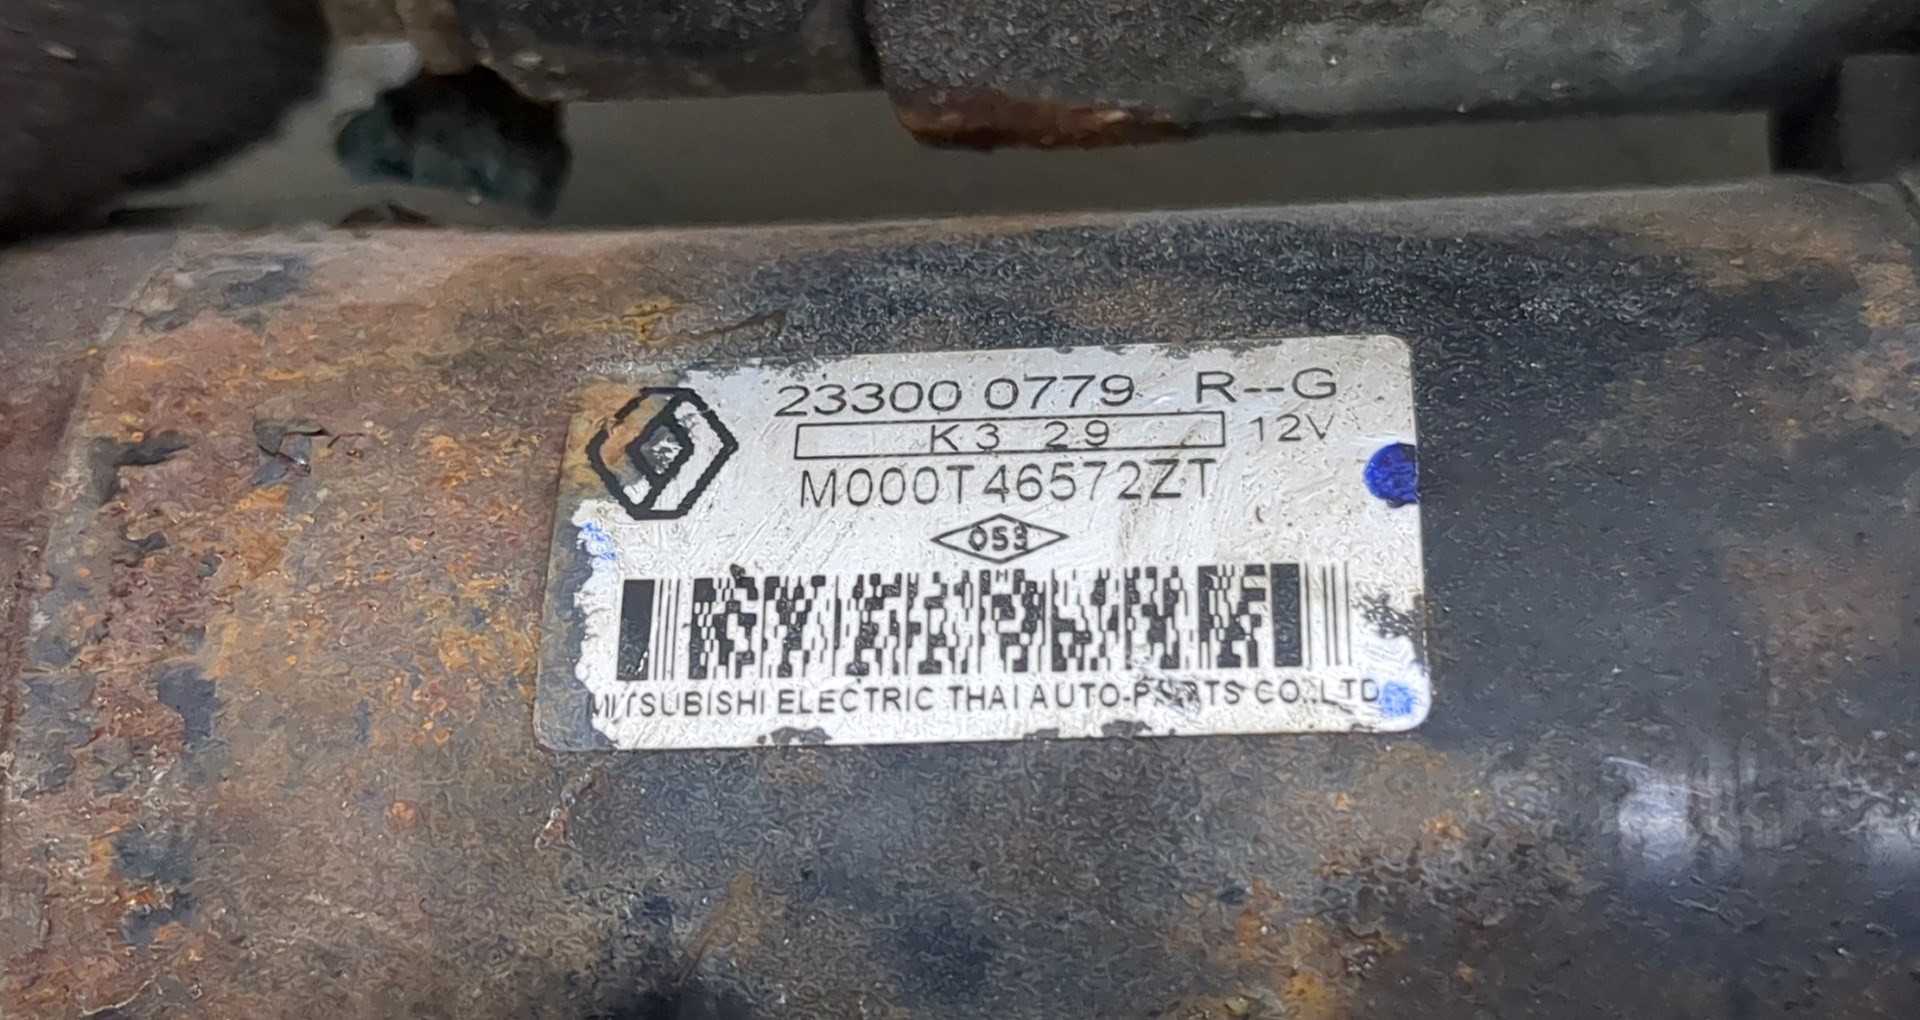 23300 0779 R--G
K3 29 12V
M000T46572ZT
053
MITSUBISHI ELECTRIC THAI AUTO-PARTS CO.,LTD.